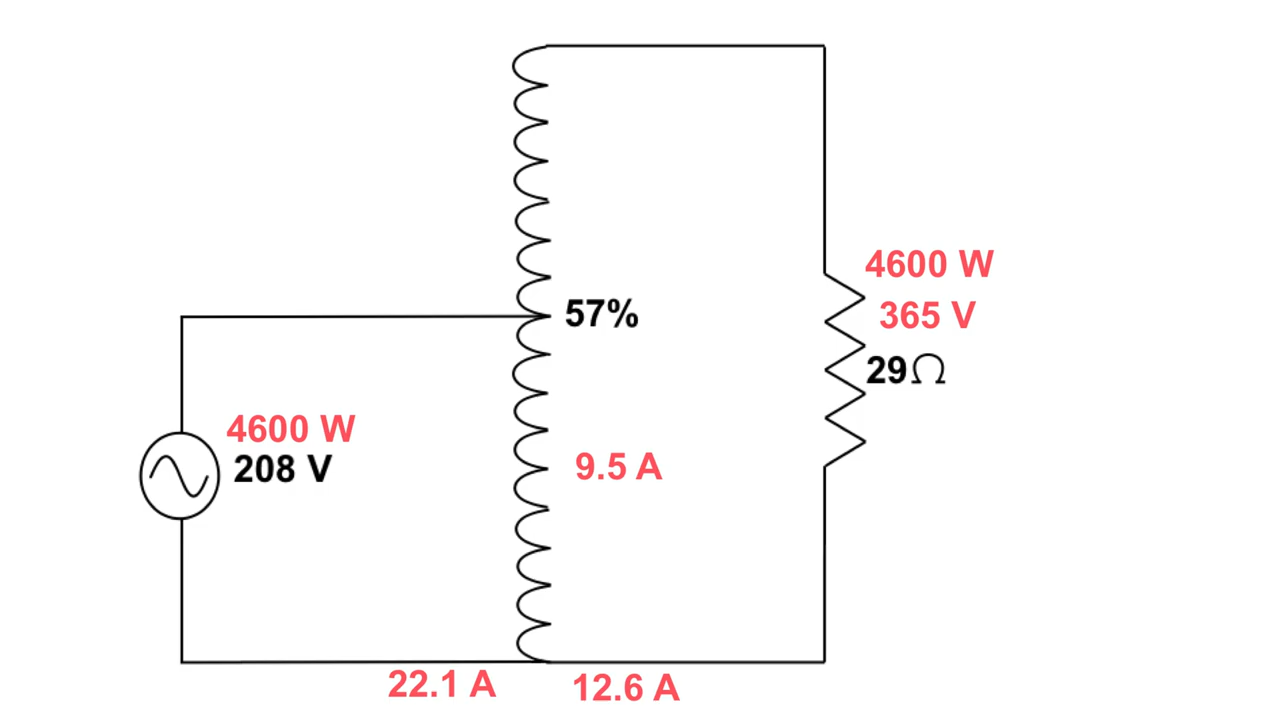 4600 W
365 V
57%
29Ω
4600 W
208 V
9.5 A
22.1 A
12.6 A